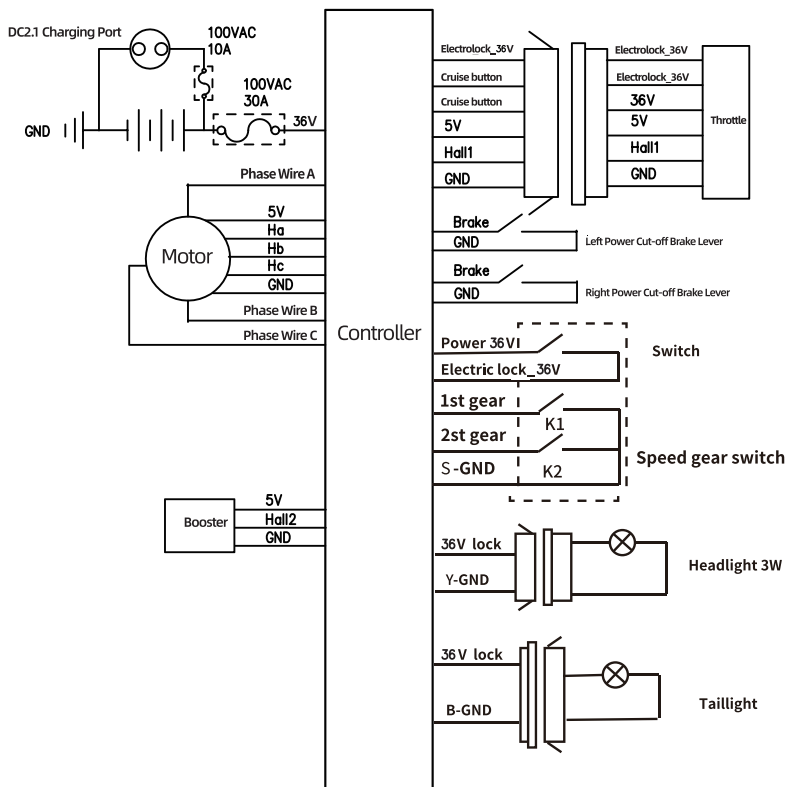 DC2.1 Charging Port
100VAC
10A
100VAC
30A
GND
36V
Phase Wire A
5V
Ha
Hb
Hc
GND
Motor
Phase Wire B
Phase Wire C
Controller
Booster
5V
Hall2
GND
Electrolock_36V
Cruise button
Cruise button
5V
Hall1
GND
Electrolock_36V
Electrolock_36V
36V
5V
Hall1
GND
Throttle
Brake
GND
Left Power Cut-off Brake Lever
Brake
GND
Right Power Cut-off Brake Lever
Power 36V
Electric lock_36V
Switch
1st gear
K1
2st gear
S-GND
K2
Speed gear switch
36V lock
Y-GND
Headlight 3W
36V lock
B-GND
Taillight